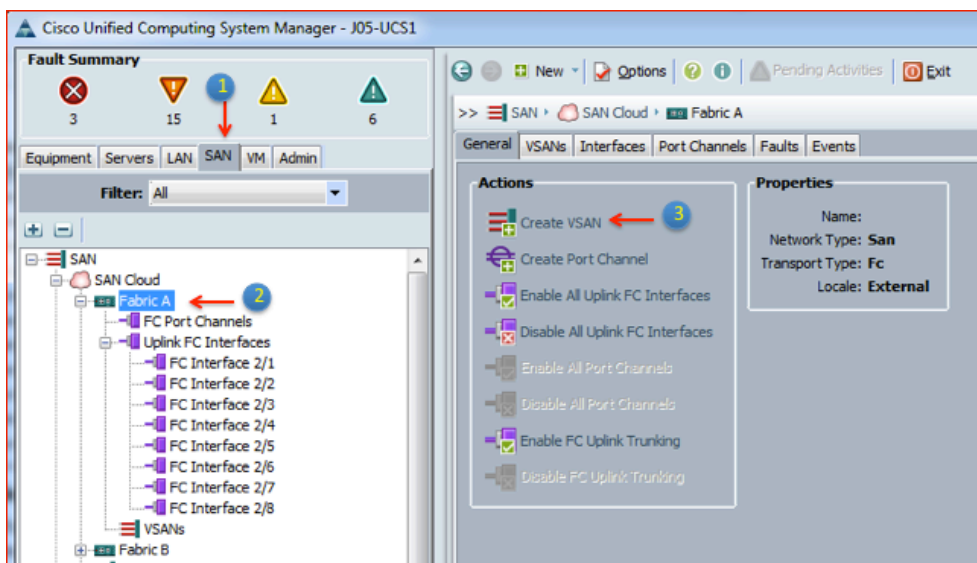 Cisco Unified Computing System Manager - J05-UCS1
Fault Summary
3 15 1 6
1
Equipment Servers LAN SAN VM Admin
Filter: All
SAN
SAN Cloud
Fabric A
2
FC Port Channels
Uplink FC Interfaces
FC Interface 2/1
FC Interface 2/2
FC Interface 2/3
FC Interface 2/4
FC Interface 2/5
FC Interface 2/6
FC Interface 2/7
FC Interface 2/8
VSANs
Fabric B
New Options Pending Activities Exit
>> SAN SAN Cloud Fabric A
General VSANs Interfaces Port Channels Faults Events
Actions
Create VSAN
3
Create Port Channel
Enable All Uplink FC Interfaces
Disable All Uplink FC Interfaces
Enable All Port Channels
Disable All Port Channels
Enable FC Uplink Trunking
Disable FC Uplink Trunking
Properties
Name:
Network Type: San
Transport Type: Fc
Locale: External